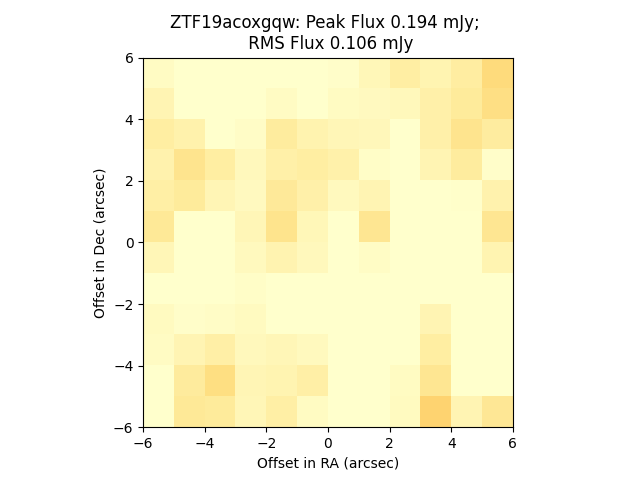 ZTF19acoxgqw: Peak Flux 0.194 mJy;
RMS Flux 0.106 mJy
6
4
2
0
−2
−4
−6
Offset in Dec (arcsec)
−6 −4 −2 0 2 4 6
Offset in RA (arcsec)